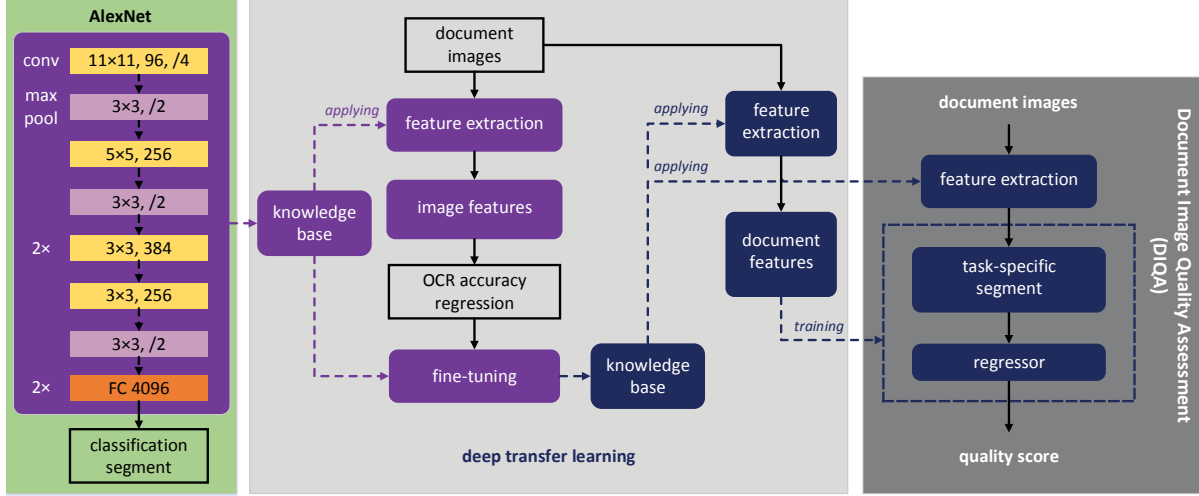 AlexNet
conv
11×11, 96, /4
max
pool
3×3, /2
5×5, 256
3×3, /2
2×
3×3, 384
3×3, 256
3×3, /2
2×
FC 4096
classification
segment
knowledge
base
applying
document
images
feature extraction
image features
OCR accuracy
regression
fine-tuning
knowledge
base
applying
applying
feature
extraction
document
features
training
deep transfer learning
document images
feature extraction
task-specific
segment
regressor
quality score
Document Image Quality Assessment
(DIQA)